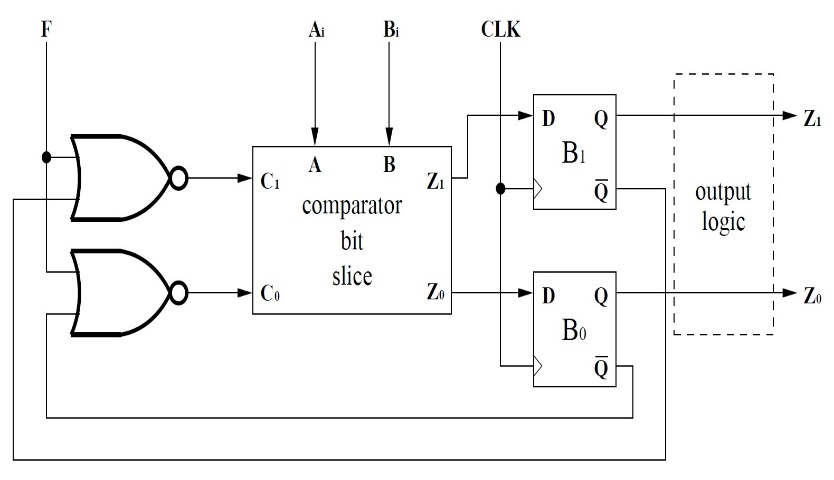 F
Ai
Bi
CLK
D
Q
Z1
B1
A
B
C1
Z1
Q̅
comparator
bit
slice
output
logic
C0
Z0
D
Q
Z0
B0
Q̅